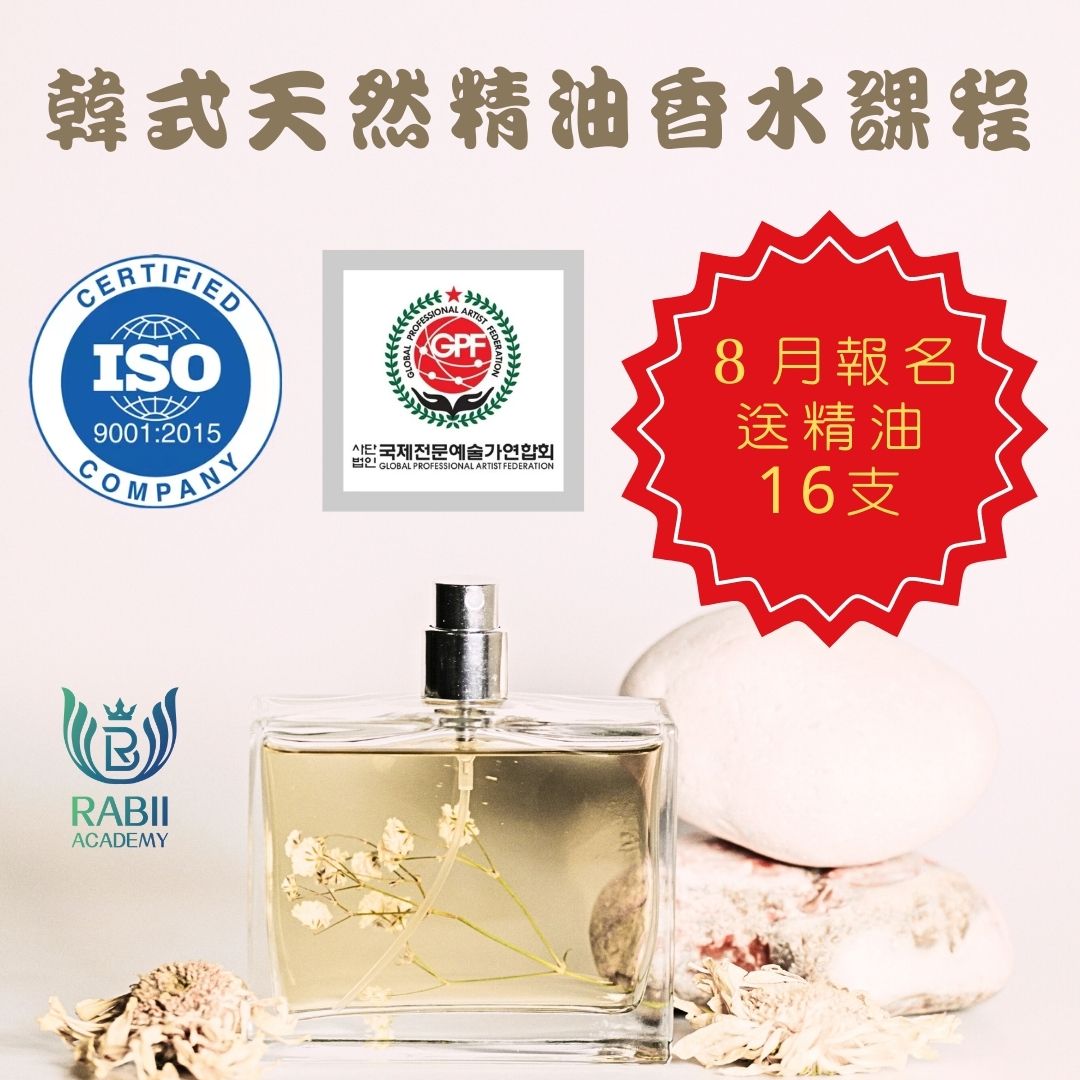 韓式天然精油香水課程
CERTIFIED
ISO
9001:2015
COMPANY
GLOBAL PROFESSIONAL ARTIST FEDERATION
GPF
사단법인 国제전문예술가연합회
GLOBAL PROFESSIONAL ARTIST FEDERATION
8 月報名
送精油
16支
RABII
ACADEMY